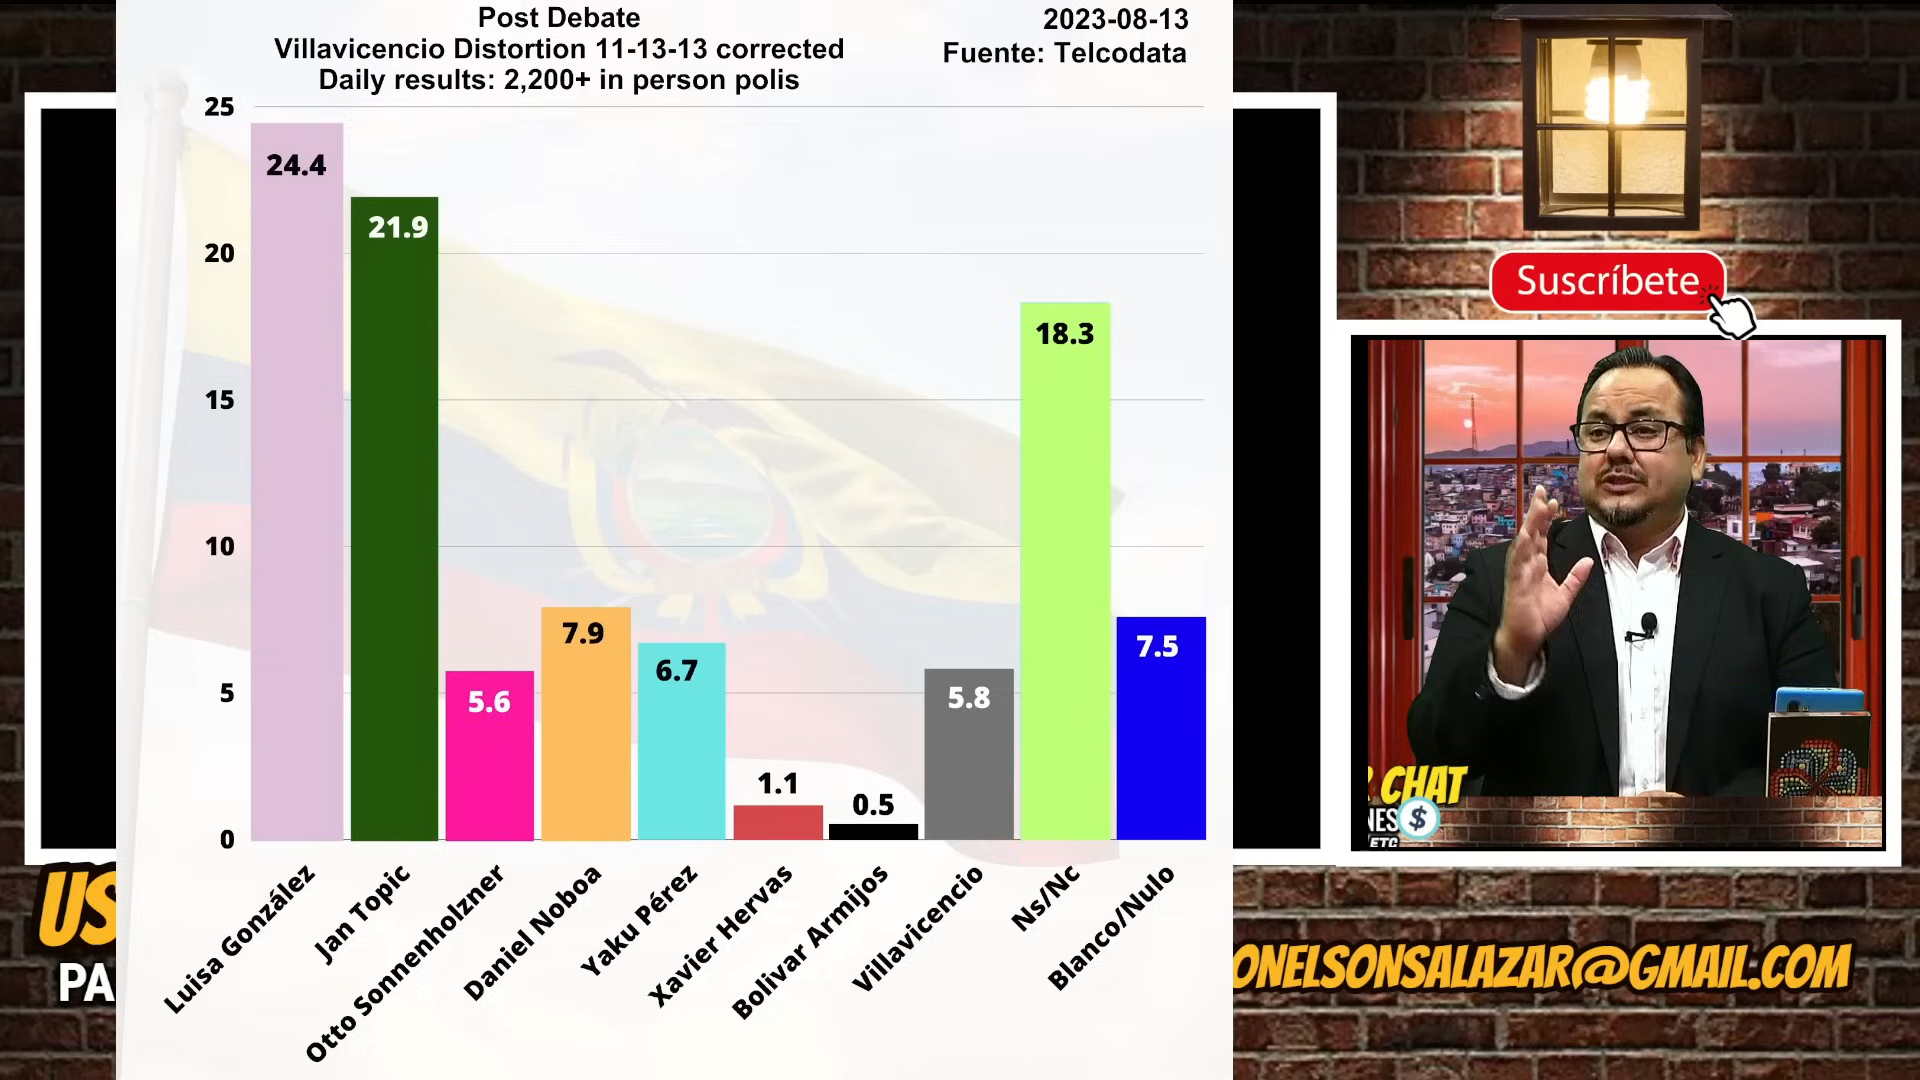 Post Debate
Villavicencio Distortion 11-13-13 corrected
Daily results: 2,200+ in person polis
2023-08-13
Fuente: Telcodata
25
20
15
10
5
0
24.4
21.9
5.6
7.9
6.7
1.1
0.5
5.8
18.3
7.5
Luisa González
Jan Topic
Otto Sonnenholzner
Daniel Noboa
Yaku Pérez
Xavier Hervas
Bolivar Armijos
Villavicencio
Ns/Nc
Blanco/Nulo
Suscríbete
CHAT
NES $
ETC
US
PA
ONELSONSALAZAR@GMAIL.COM